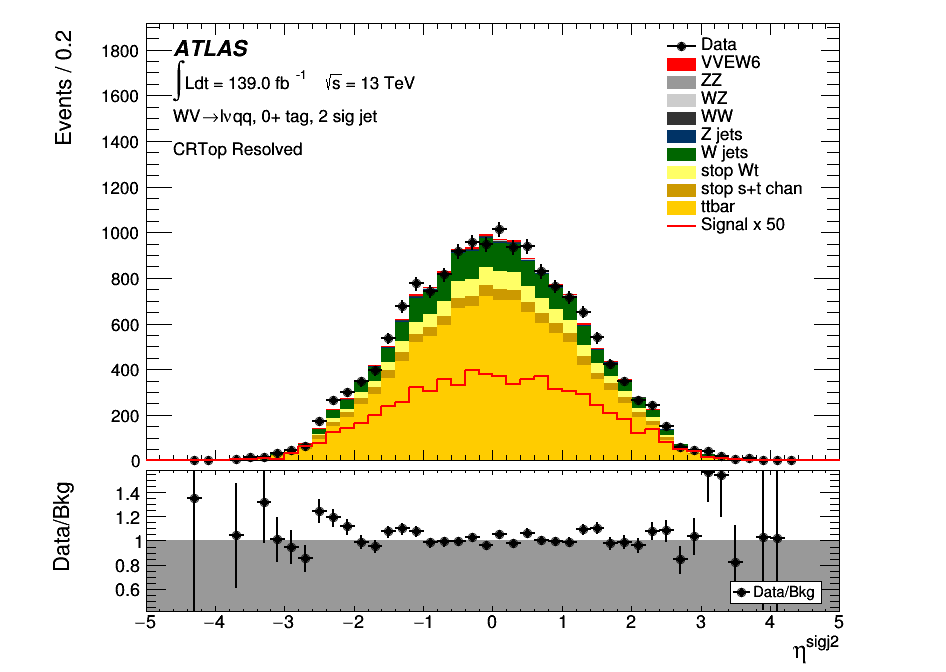 Events / 0.2
1800
1600
1400
1200
1000
800
600
400
200
0
ATLAS
∫Ldt = 139.0 fb -1 √s = 13 TeV
WV→lνqq, 0+ tag, 2 sig jet
CRTop Resolved
Data
VVEW6
ZZ
WZ
WW
Z jets
W jets
stop Wt
stop s+t chan
ttbar
Signal x 50
Data/Bkg
1.4
1.2
1
0.8
0.6
Data/Bkg
−5 −4 −3 −2 −1 0 1 2 3 4 5
η sigj2